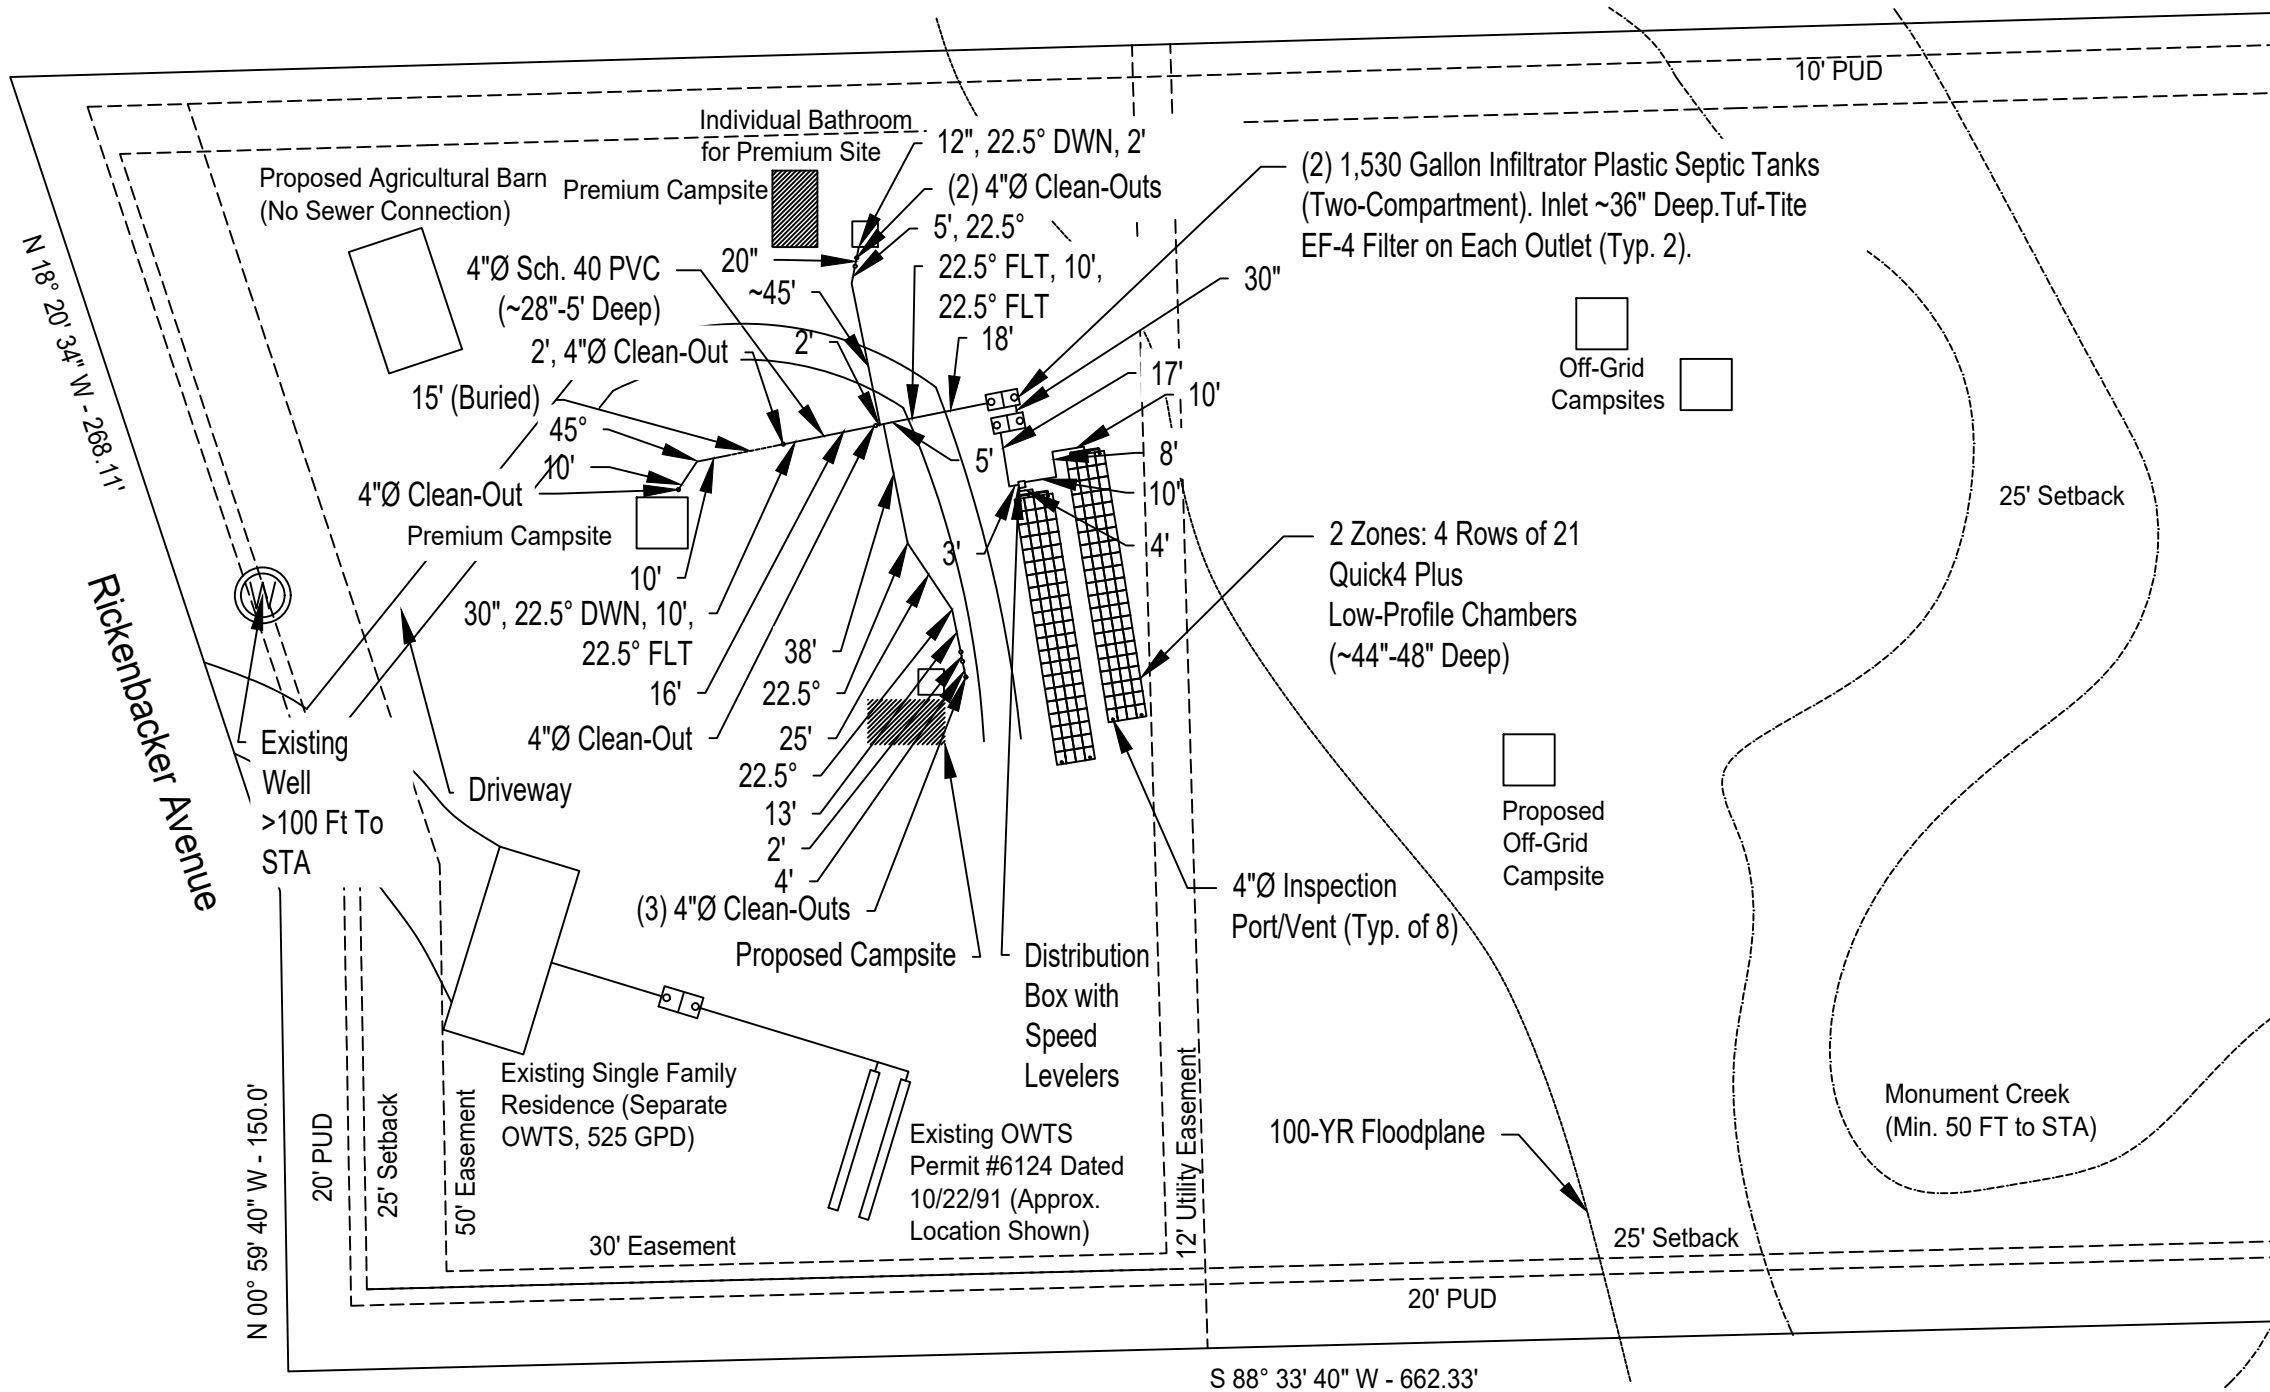 10' PUD
Individual Bathroom
for Premium Site
12", 22.5° DWN, 2'
(2) 4"Ø Clean-Outs
5', 22.5°
22.5° FLT, 10',
22.5° FLT
18'
(2) 1,530 Gallon Infiltrator Plastic Septic Tanks
(Two-Compartment). Inlet ~36" Deep.Tuf-Tite
EF-4 Filter on Each Outlet (Typ. 2).
30"
Proposed Agricultural Barn
(No Sewer Connection)
Premium Campsite
4"Ø Sch. 40 PVC
(~28"-5' Deep)
20"
~45'
2'
2', 4"Ø Clean-Out
15' (Buried)
45°
10'
4"Ø Clean-Out
Premium Campsite
10'
30", 22.5° DWN, 10',
22.5° FLT
16'
4"Ø Clean-Out
38'
22.5°
25'
22.5°
13'
2'
4'
(3) 4"Ø Clean-Outs
Proposed Campsite
5'
3'
17'
10'
8'
10'
4'
Off-Grid
Campsites
25' Setback
2 Zones: 4 Rows of 21
Quick4 Plus
Low-Profile Chambers
(~44"-48" Deep)
Proposed
Off-Grid
Campsite
4"Ø Inspection
Port/Vent (Typ. of 8)
Distribution
Box with
Speed
Levelers
N 18° 20' 34" W - 268.11'
Rickenbacker Avenue
W
Existing
Well
>100 Ft To
STA
Driveway
Existing Single Family
Residence (Separate
OWTS, 525 GPD)
Existing OWTS
Permit #6124 Dated
10/22/91 (Approx.
Location Shown)
N 00° 59' 40" W - 150.0'
20' PUD
25' Setback
50' Easement
30' Easement
12' Utility Easement
100-YR Floodplane
Monument Creek
(Min. 50 FT to STA)
25' Setback
20' PUD
S 88° 33' 40" W - 662.33'